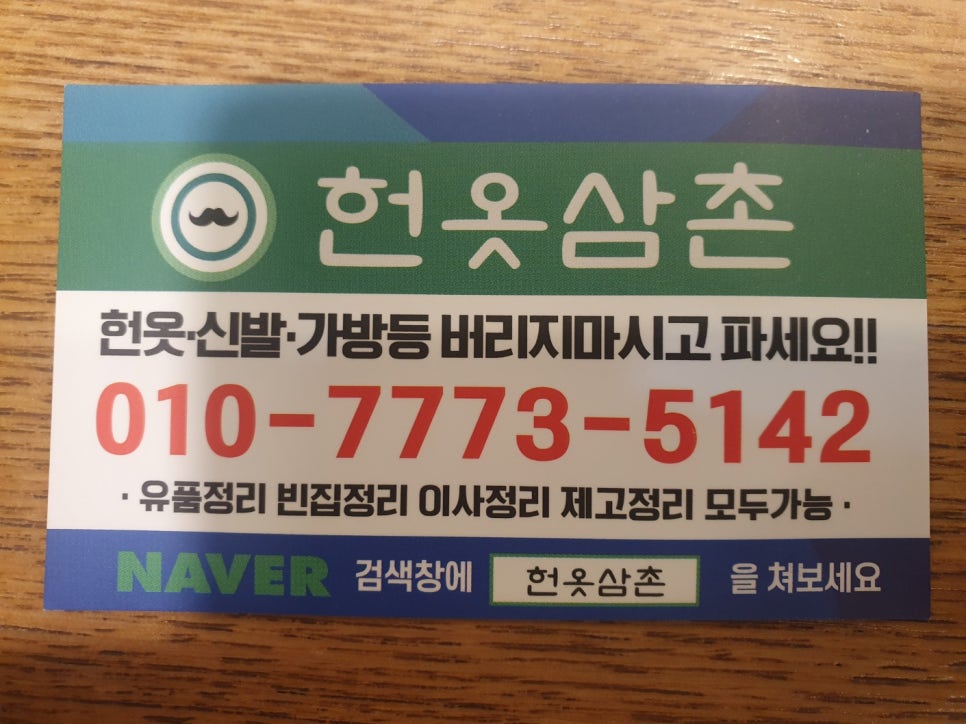 헌옷삼촌
헌옷·신발·가방등 버리지마시고 파세요!!
010-7773-5142
· 유품정리 빈집정리 이사정리 제고정리 모두가능 ·
NAVER 검색창에 헌옷삼촌 을 쳐보세요